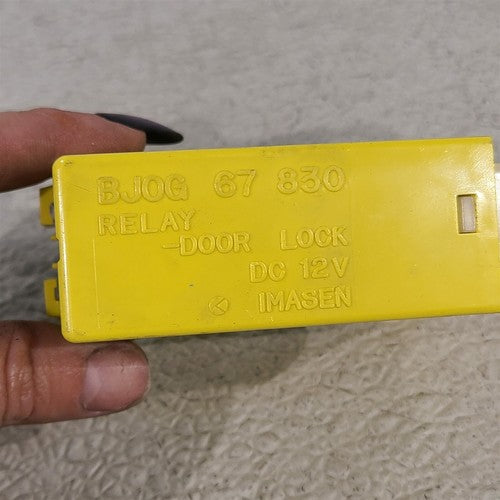 BJ0G 67 830
RELAY
-DOOR LOCK
DC 12V
IMASEN